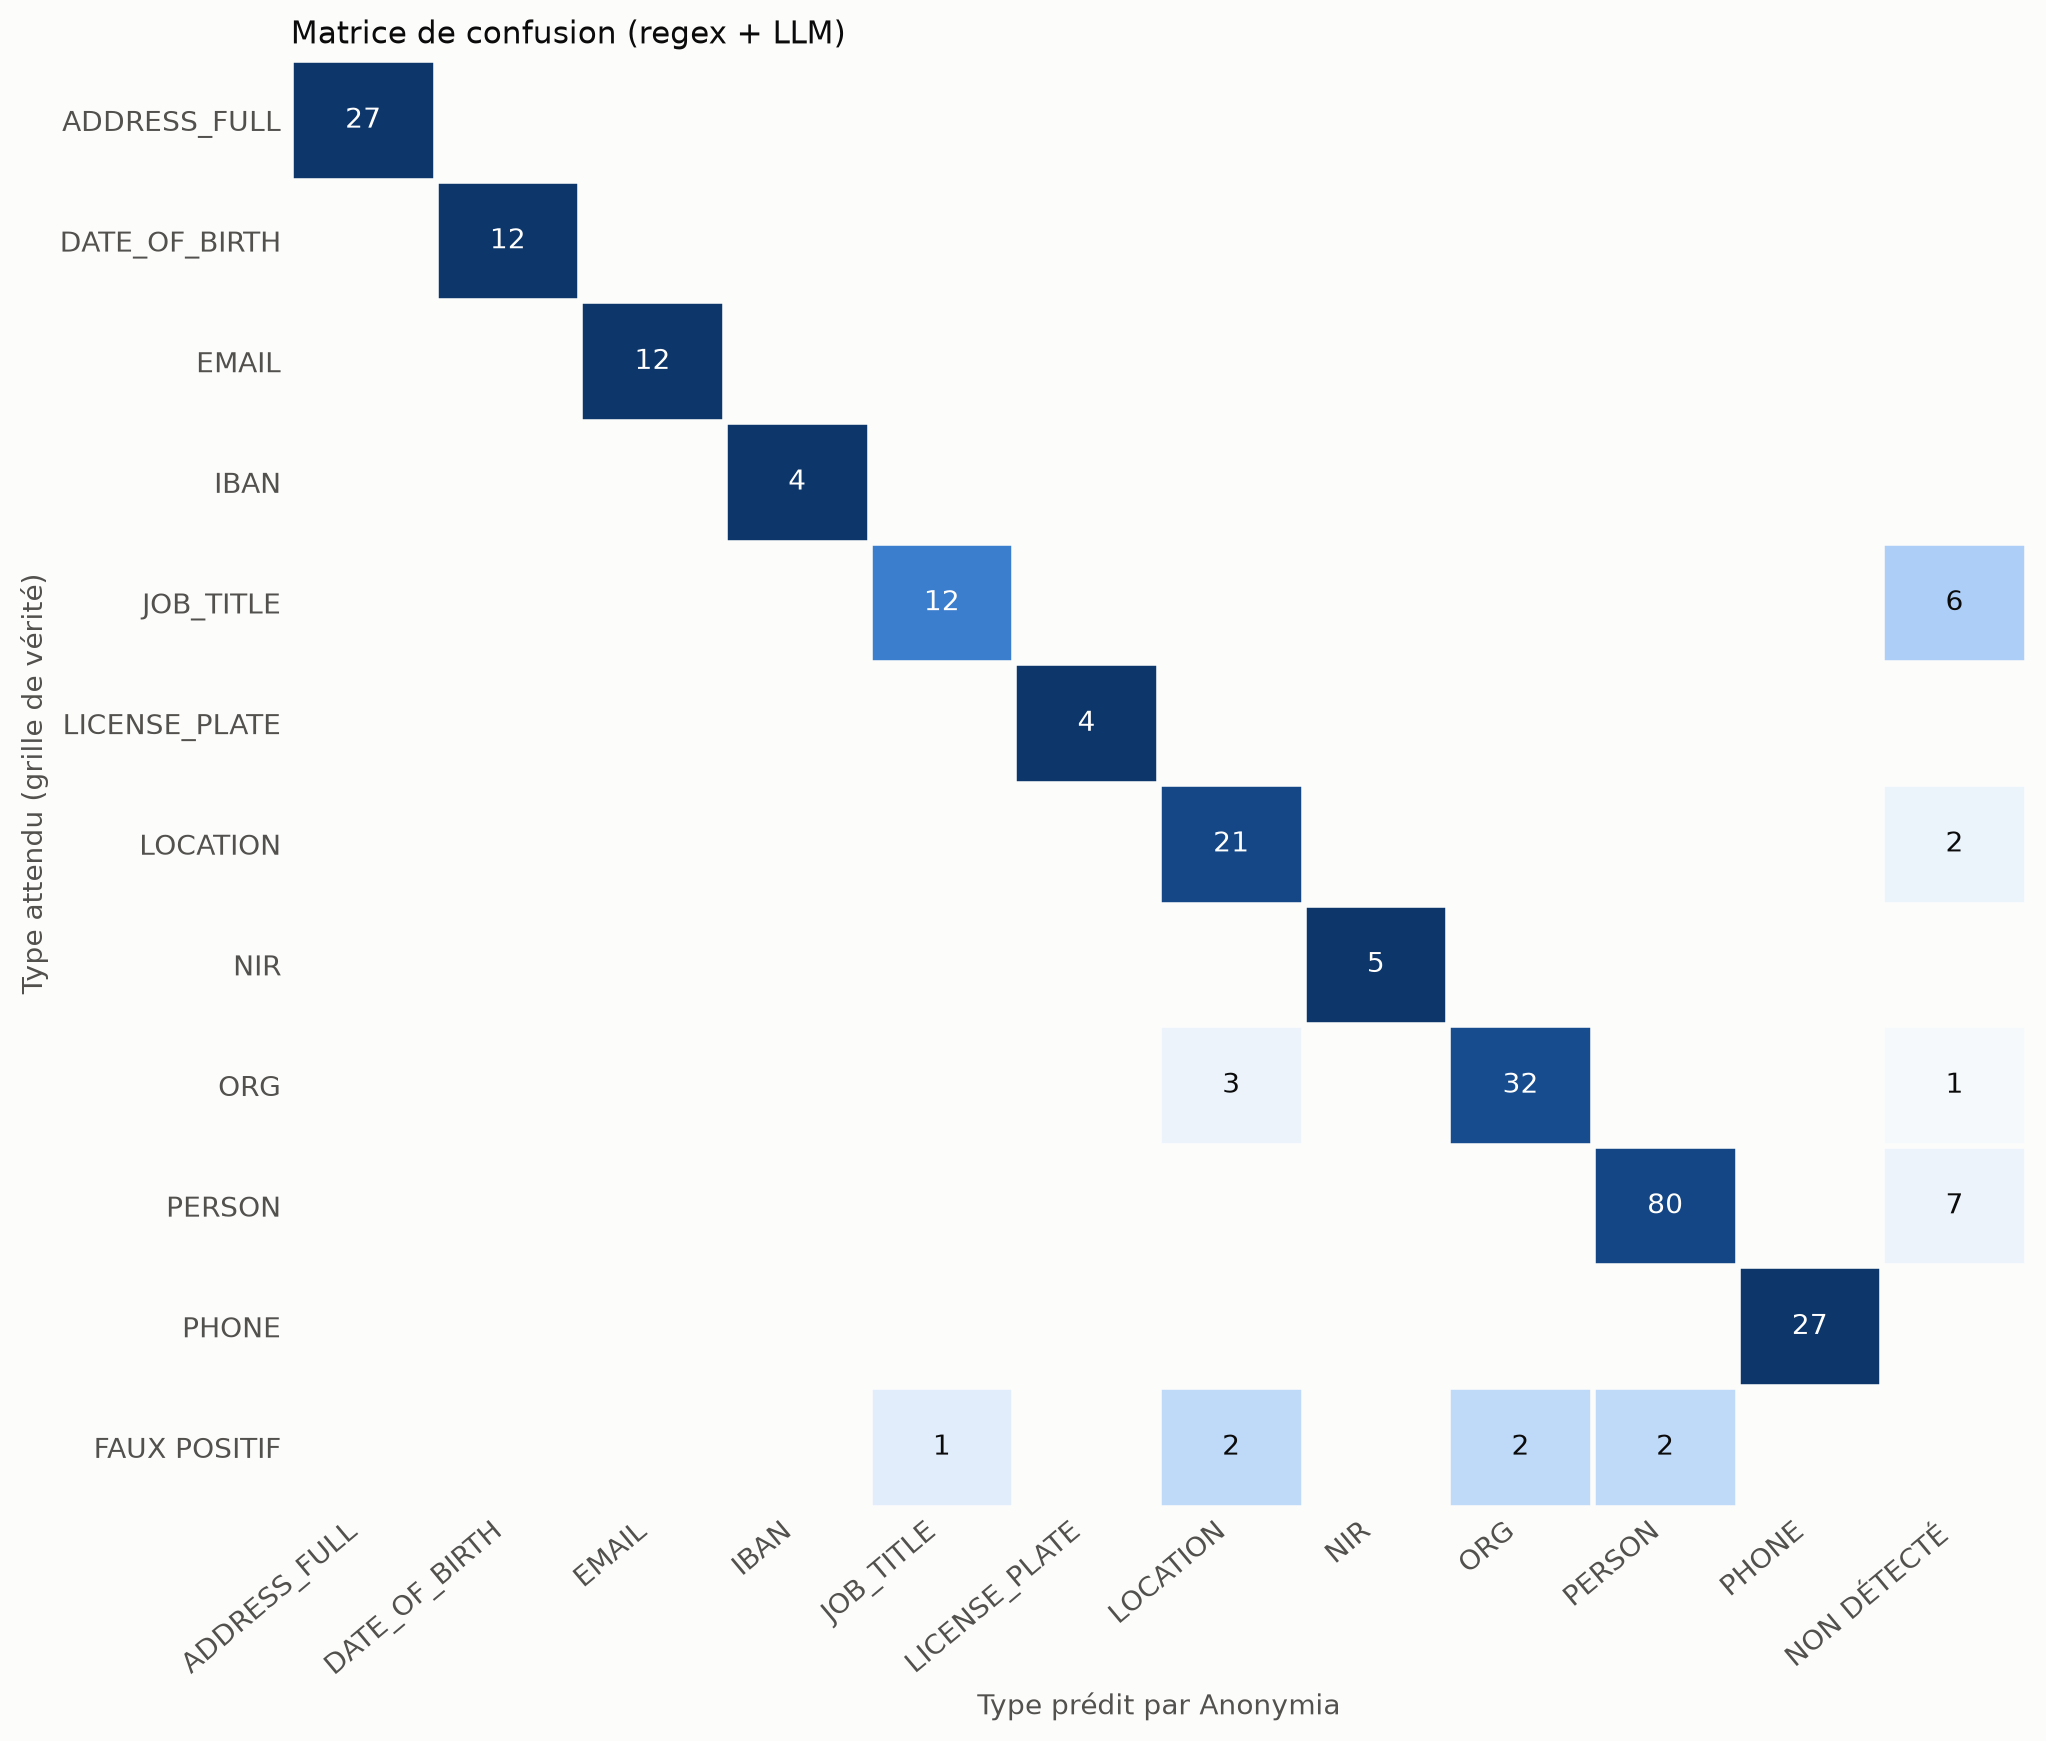 Matrice de confusion (regex + LLM)
Type attendu (grille de vérité)
ADDRESS_FULL 27
DATE_OF_BIRTH 12
EMAIL 12
IBAN 4
JOB_TITLE 12 6
LICENSE_PLATE 4
LOCATION 21 2
NIR 5
ORG 3 32 1
PERSON 80 7
PHONE 27
FAUX POSITIF 1 2 2 2
ADDRESS_FULL
DATE_OF_BIRTH
EMAIL
IBAN
JOB_TITLE
LICENSE_PLATE
LOCATION
NIR
ORG
PERSON
PHONE
NON DÉTECTÉ
Type prédit par Anonymia